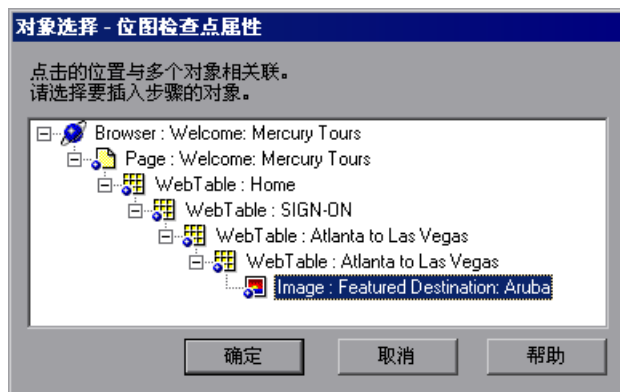 对象选择 - 位图检查点属性
点击的位置与多个对象相关联。
请选择要插入步骤的对象。
Browser : Welcome: Mercury Tours
Page : Welcome: Mercury Tours
WebTable : Home
WebTable : SIGN-ON
WebTable : Atlanta to Las Vegas
WebTable : Atlanta to Las Vegas
Image : Featured Destination: Aruba
确定 取消 帮助